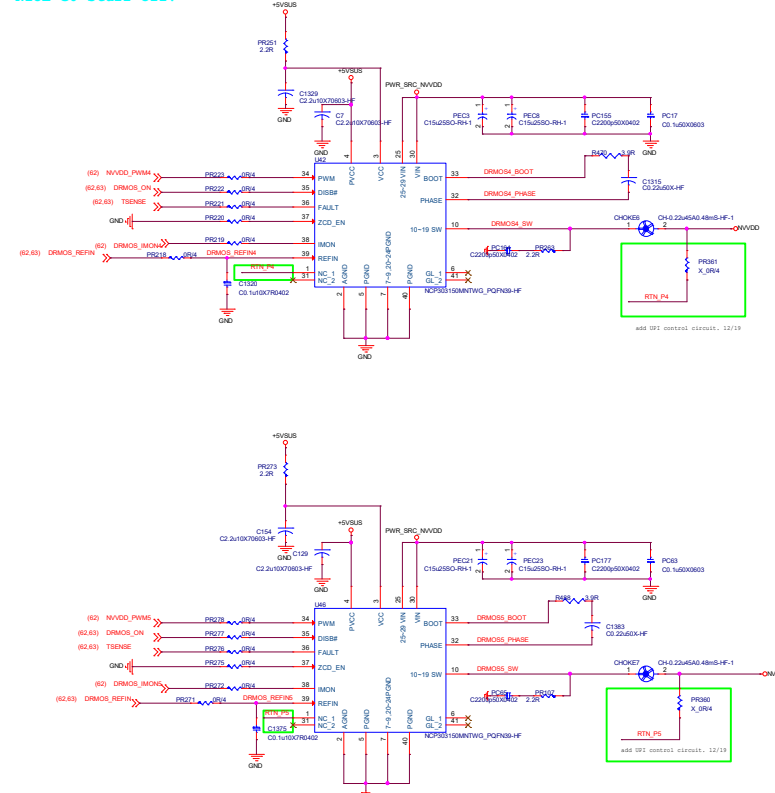 +5VSUS
PR251
2.2R
+5VSUS
C1329
C2.2u10X70603-HF
C7
C2.2u10X70603-HF
GND
GND
PWR_SRC_NVVDD
PEC3
C15u25SO-RH-1
PEC8
C15u25SO-RH-1
PC155
C2200p50X0402
PC17
C0.1u50X0603
GND
U42
4
3
25
30
PVCC
VCC
25~29 VIN
VIN
(62) NVVDD_PWM4
PR223
0R/4
34
PWM
(62,63) DRMOS_ON
PR222
0R/4
35
DISB#
(62,63) TSENSE
PR221
0R/4
36
FAULT
GND
PR220
0R/4
37
ZCD_EN
(62) DRMOS_IMON4
PR219
0R/4
38
IMON
(62,63) DRMOS_REFIN
PR218
0R/4
DRMOS_REFIN4
39
REFIN
RTN_P4
1
NC_1
31
NC_2
C1320
C0.1u10X7R0402
GND
BOOT
33
DRMOS4_BOOT
R420
3.9R
C1315
C0.22u50X-HF
PHASE
32
DRMOS4_PHASE
10~19 SW
10
DRMOS4_SW
C2200p50X0402
PR263
2.2R
CHOKE6
CH-0.22u45A0.48mS-HF-1
1
2
NVVDD
GL_1
6
GL_2
41
AGND
PGND
7~9,20~24PGND
PGND
2
5
7
40
NCP303150MNTWG_PQFN39-HF
GND
PR361
X_0R/4
RTN_P4
add UPI control circuit. 12/19
+5VSUS
PR273
2.2R
+5VSUS
C154
C2.2u10X70603-HF
GND
C129
C2.2u10X70603-HF
GND
PWR_SRC_NVVDD
PEC21
C15u25SO-RH-1
PEC23
C15u25SO-RH-1
PC177
C2200p50X0402
PC63
C0.1u50X0603
GND
U46
4
3
25
30
PVCC
VCC
25~29 VIN
VIN
(62) NVVDD_PWM5
PR278
0R/4
34
PWM
(62,63) DRMOS_ON
PR277
0R/4
35
DISB#
(62,63) TSENSE
PR276
0R/4
36
FAULT
GND
PR275
0R/4
37
ZCD_EN
(62) DRMOS_IMON5
PR272
0R/4
38
IMON
(62,63) DRMOS_REFIN
PR271
0R/4
DRMOS_REFIN5
39
REFIN
RTN_P5
1
NC_1
31
NC_2
C1375
C0.1u10X7R0402
GND
BOOT
33
DRMOS5_BOOT
R488
3.9R
C1383
C0.22u50X-HF
PHASE
32
DRMOS5_PHASE
10~19 SW
10
DRMOS5_SW
PC65
C2200p50X0402
PR107
2.2R
CHOKE7
CH-0.22u45A0.48mS-HF-1
1
2
GL_1
6
GL_2
41
AGND
PGND
7~9,20~24PGND
PGND
2
5
7
40
NCP303150MNTWG_PQFN39-HF
GND
PR360
X_0R/4
RTN_P5
add UPI control circuit. 12/19